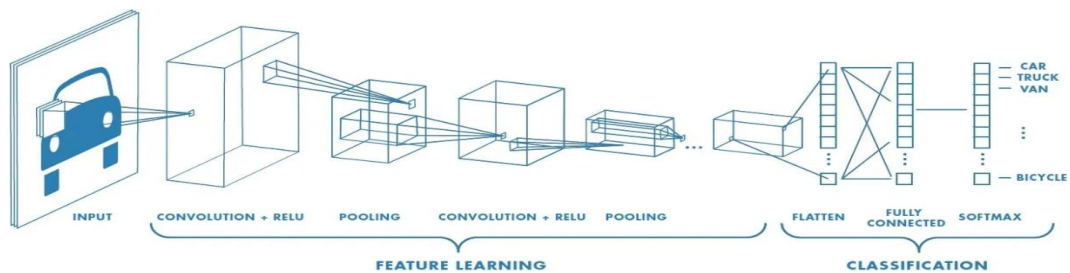 CAR
TRUCK
VAN
BICYCLE
INPUT
CONVOLUTION + RELU
POOLING
CONVOLUTION + RELU
POOLING
FLATTEN
FULLY
CONNECTED
SOFTMAX
FEATURE LEARNING
CLASSIFICATION